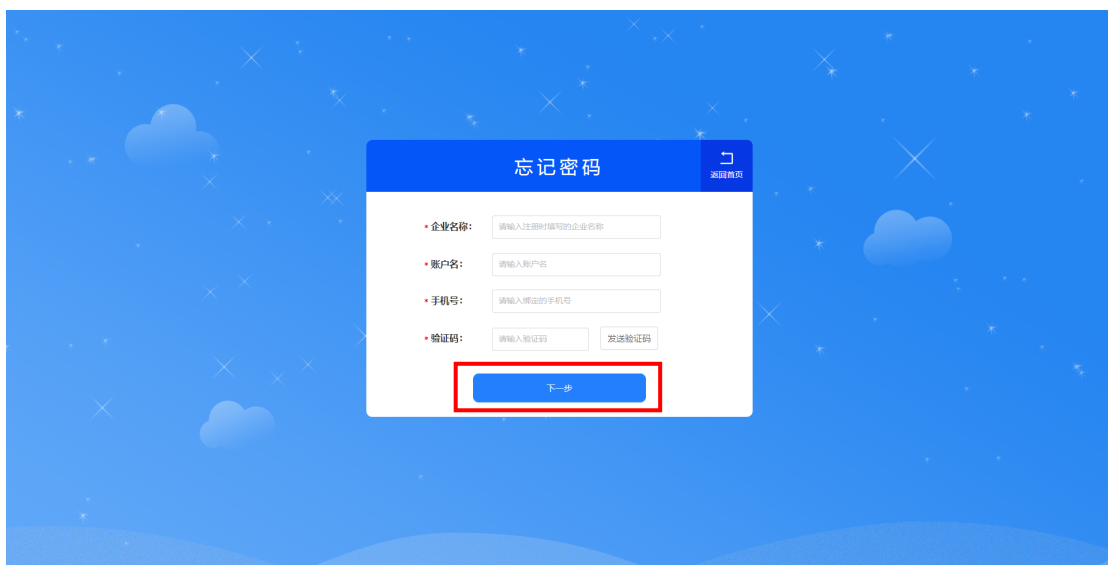 忘记密码
返回首页
*企业名称： 请输入注册时填写的企业名称
*账户名： 请输入账户名
*手机号： 请输入绑定的手机号
*验证码： 请输入验证码 发送验证码
下一步